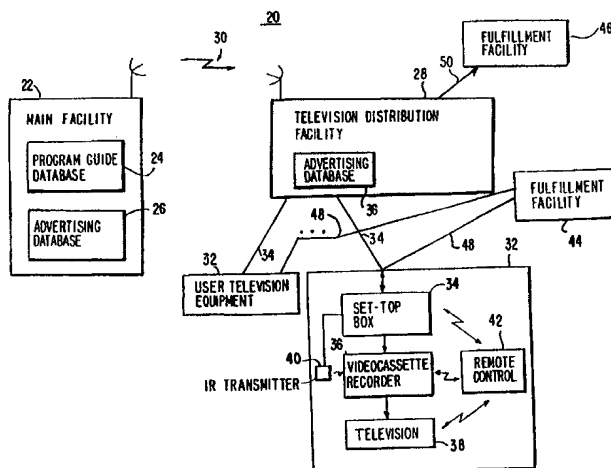 20
30
22
MAIN FACILITY
PROGRAM GUIDE
DATABASE
24
ADVERTISING
DATABASE
26
28
TELEVISION DISTRIBUTION
FACILITY
ADVERTISING
DATABASE
36
50
FULFILLMENT
FACILITY
46
FULFILLMENT
FACILITY
44
48
34
34
48
32
USER TELEVISION
EQUIPMENT
32
SET-TOP
BOX
34
40
IR TRANSMITTER
36
VIDEOCASSETTE
RECORDER
42
REMOTE
CONTROL
TELEVISION
38